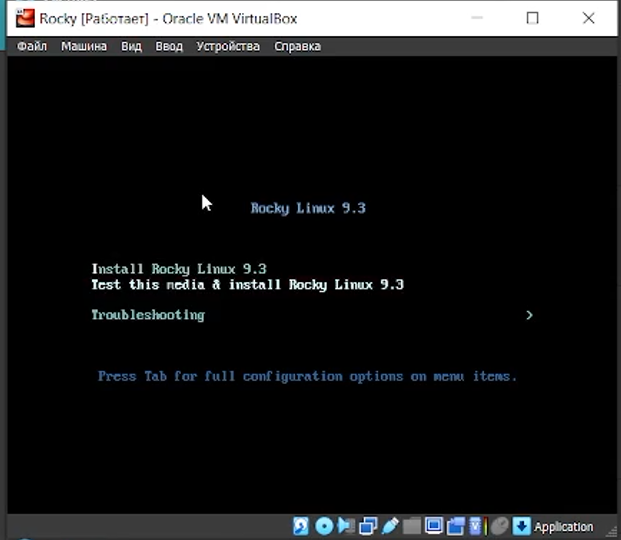 Rocky [Работает] - Oracle VM VirtualBox
Файл Машина Вид Ввод Устройства Справка
Rocky Linux 9.3
Install Rocky Linux 9.3
Test this media & install Rocky Linux 9.3
Troubleshooting >
Press Tab for full configuration options on menu items.
Application